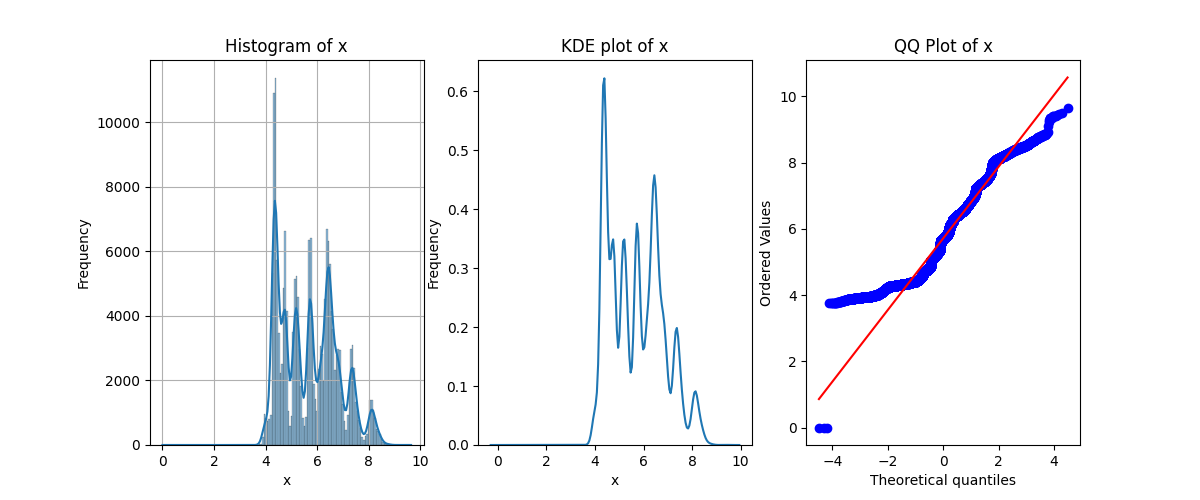 Histogram of x
Frequency
10000
8000
6000
4000
2000
0
0 2 4 6 8 10
x
KDE plot of x
Frequency
0.6
0.5
0.4
0.3
0.2
0.1
0.0
0 2 4 6 8 10
x
QQ Plot of x
Ordered Values
10
8
6
4
2
0
−4 −2 0 2 4
Theoretical quantiles